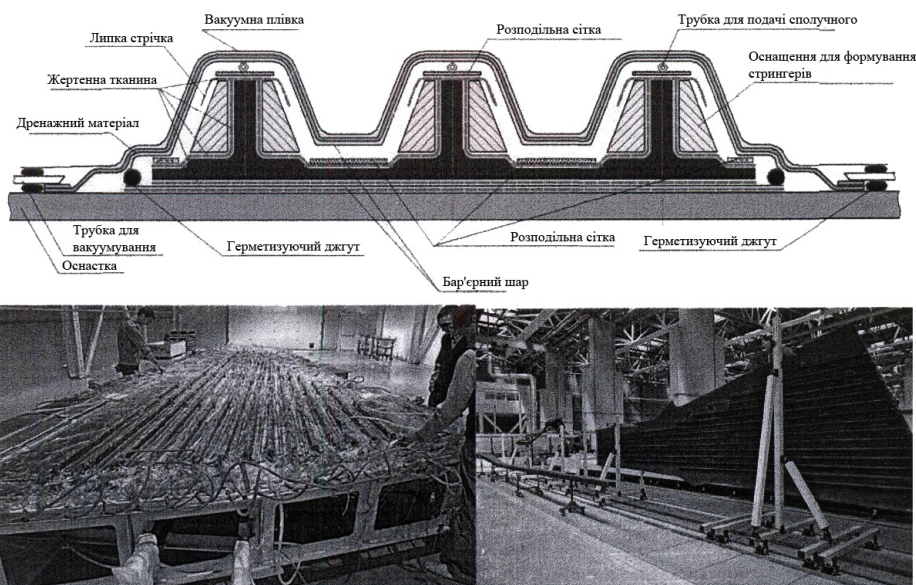 Вакуумна плівка
Липка стрічка
Розподільна сітка
Трубка для подачі сполучного
Жертенна тканина
Оснащення для формування
стрингерів
Дренажний матеріал
Трубка для
вакуумування
Оснастка
Герметизуючий джгут
Розподільна сітка
Герметизуючий джгут
Бар'єрний шар